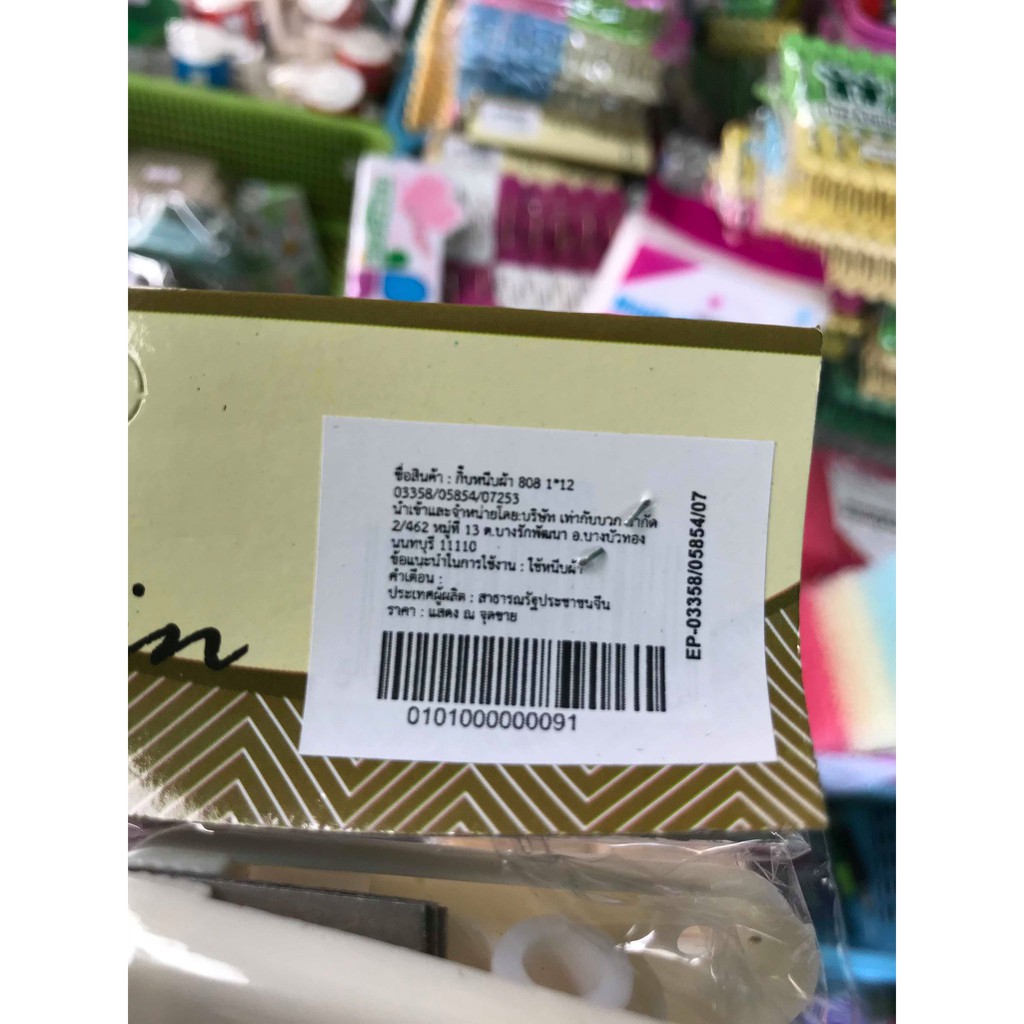 ชื่อสินค้า : กิ๊บหนีบผ้า 808 1*12
03358/05854/07253
นำเข้าและจำหน่ายโดย:บริษัท เท่ากับบวก จำกัด
2/462 หมู่ที่ 13 ต.บางรักพัฒนา อ.บางบัวทอง
นนทบุรี 11110
ข้อแนะนำในการใช้งาน : ใช้หนีบผ้า
คำเตือน :
ประเทศผู้ผลิต : สาธารณรัฐประชาชนจีน
ราคา : แสดง ณ จุดขาย
0101000000091
EP-03358/05854/07